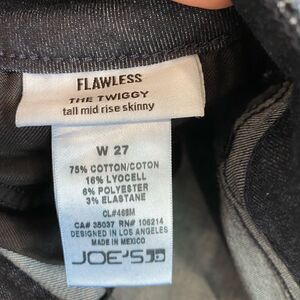 FLAWLESS
THE TWIGGY
tall mid rise skinny
W 27
75% COTTON/COTON
16% LYOCELL
6% POLYESTER
3% ELASTANE
CL#468M
CA# 35037 RN# 106214
DESIGNED IN LOS ANGELES
MADE IN MEXICO
JOE'S